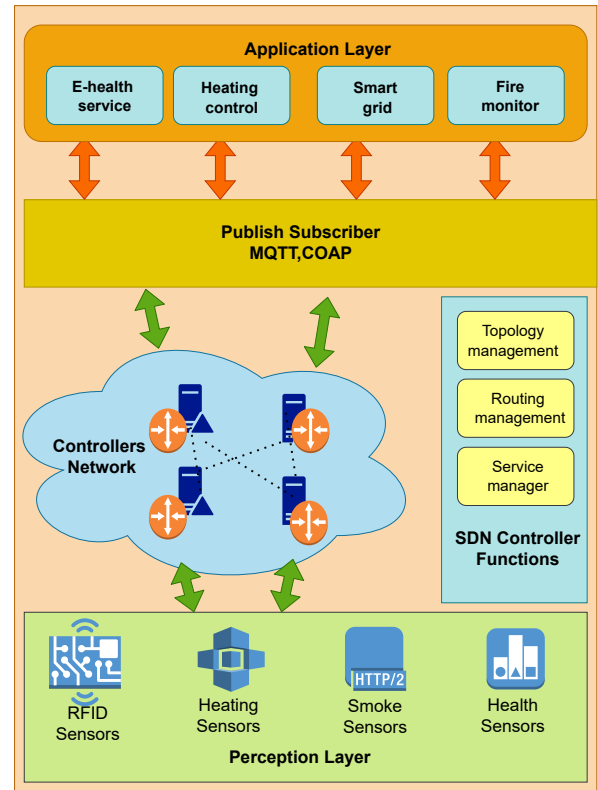 Application Layer
E-health
service
Heating
control
Smart
grid
Fire
monitor
Publish Subscriber
MQTT,COAP
Topology
management
Routing
management
Service
manager
SDN Controller
Functions
Controllers
Network
RFID
Sensors
Heating
Sensors
HTTP/2
Smoke
Sensors
Health
Sensors
Perception Layer